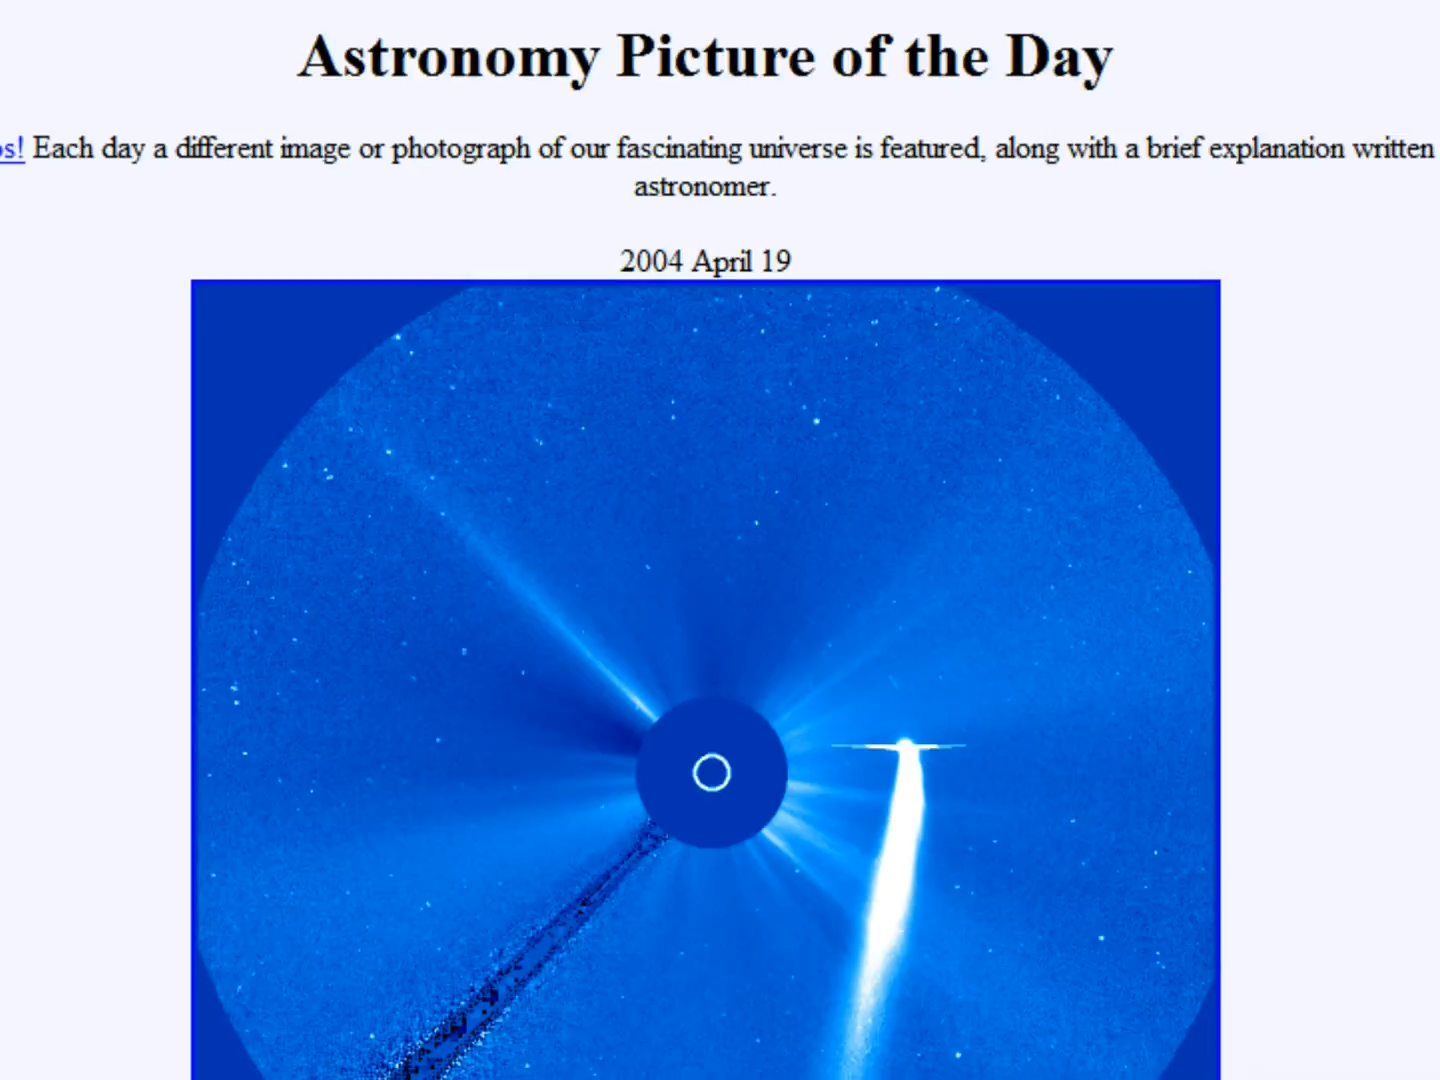 Astronomy Picture of the Day
os! Each day a different image or photograph of our fascinating universe is featured, along with a brief explanation written
astronomer.
2004 April 19